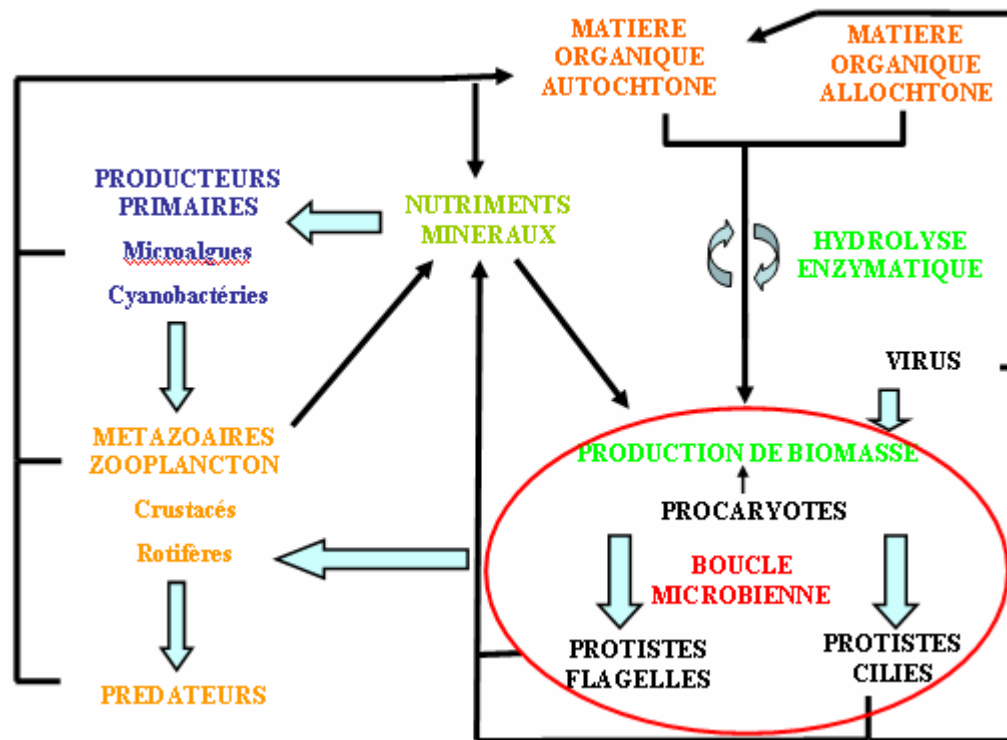 MATIERE
ORGANIQUE
AUTOCHTONE
MATIERE
ORGANIQUE
ALLOCHTONE
PRODUCTEURS
PRIMAIRES
Microalgues
Cyanobactéries
NUTRIMENTS
MINERAUX
HYDROLYSE
ENZYMATIQUE
VIRUS
METAZOAIRES
ZOOPLANCTON
Crustacés
Rotifères
PREDATEURS
PRODUCTION DE BIOMASSE
PROCARYOTES
BOUCLE
MICROBIENNE
PROTISTES
FLAGELLES
PROTISTES
CILIES